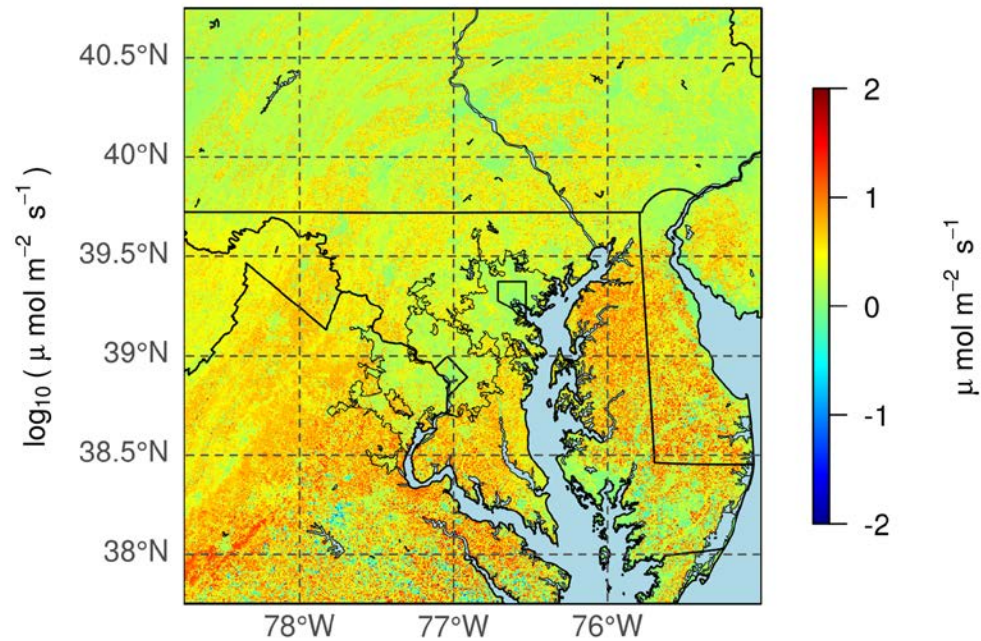 log₁₀ ( μ mol m⁻² s⁻¹)
40.5°N
40°N
39.5°N
39°N
38.5°N
38°N
78°W 77°W 76°W
2
1
0
-1
-2
μ mol m⁻² s⁻¹